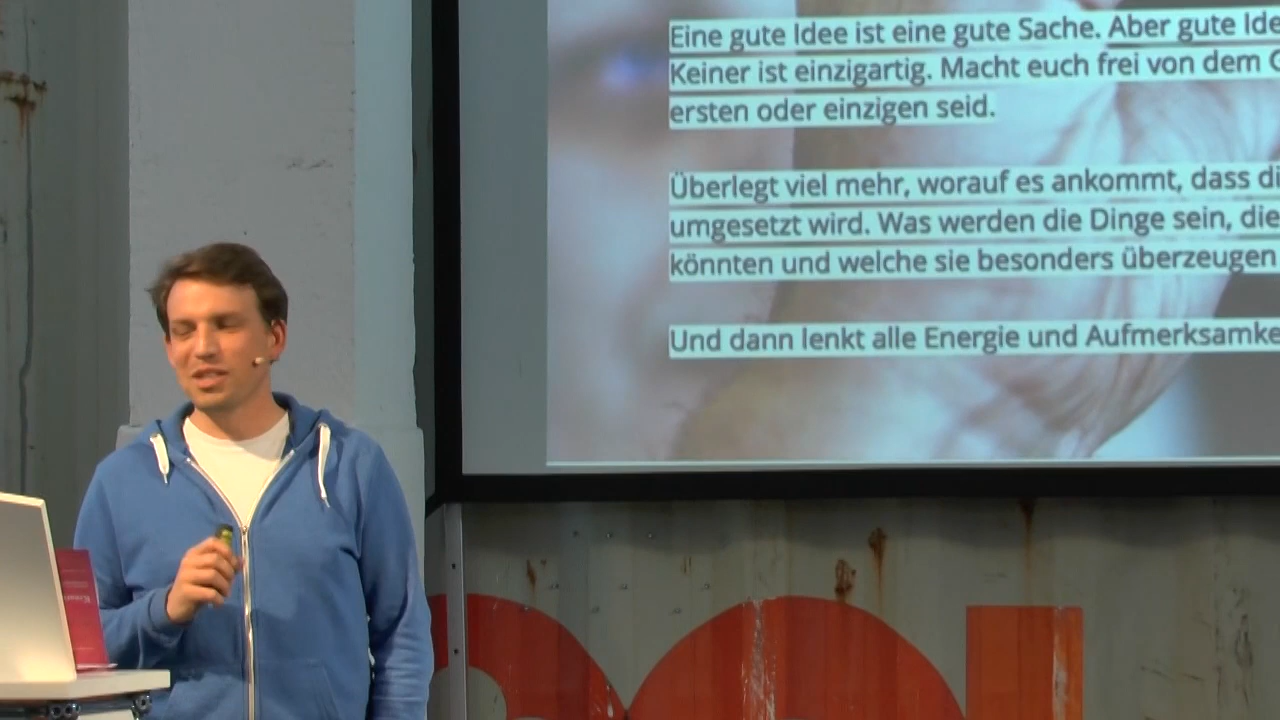 Eine gute Idee ist eine gute Sache. Aber gute Ide
Keiner ist einzigartig. Macht euch frei von dem G
ersten oder einzigen seid.
Überlegt viel mehr, worauf es ankommt, dass di
umgesetzt wird. Was werden die Dinge sein, die
könnten und welche sie besonders überzeugen
Und dann lenkt alle Energie und Aufmerksamke